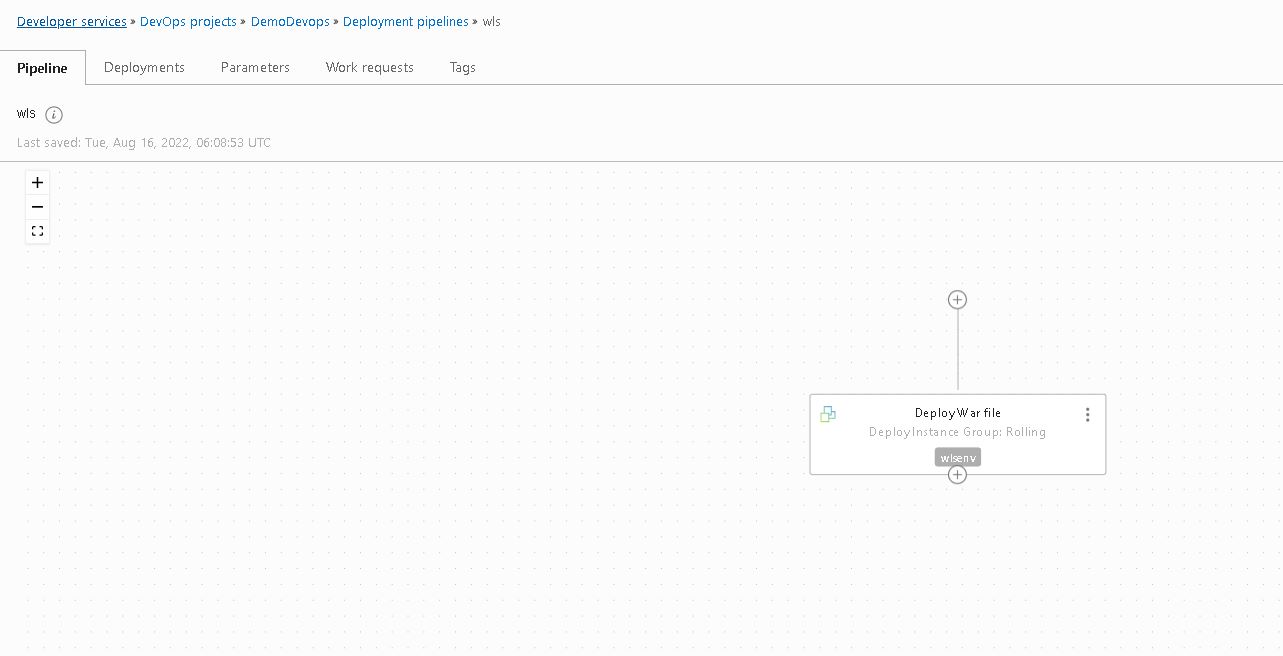 Developer services » DevOps projects » DemoDevops » Deployment pipelines » wls
Pipeline Deployments Parameters Work requests Tags
wls i
Last saved: Tue, Aug 16, 2022, 06:08:53 UTC
Deploy War file
Deploy Instance Group: Rolling
wlsenv